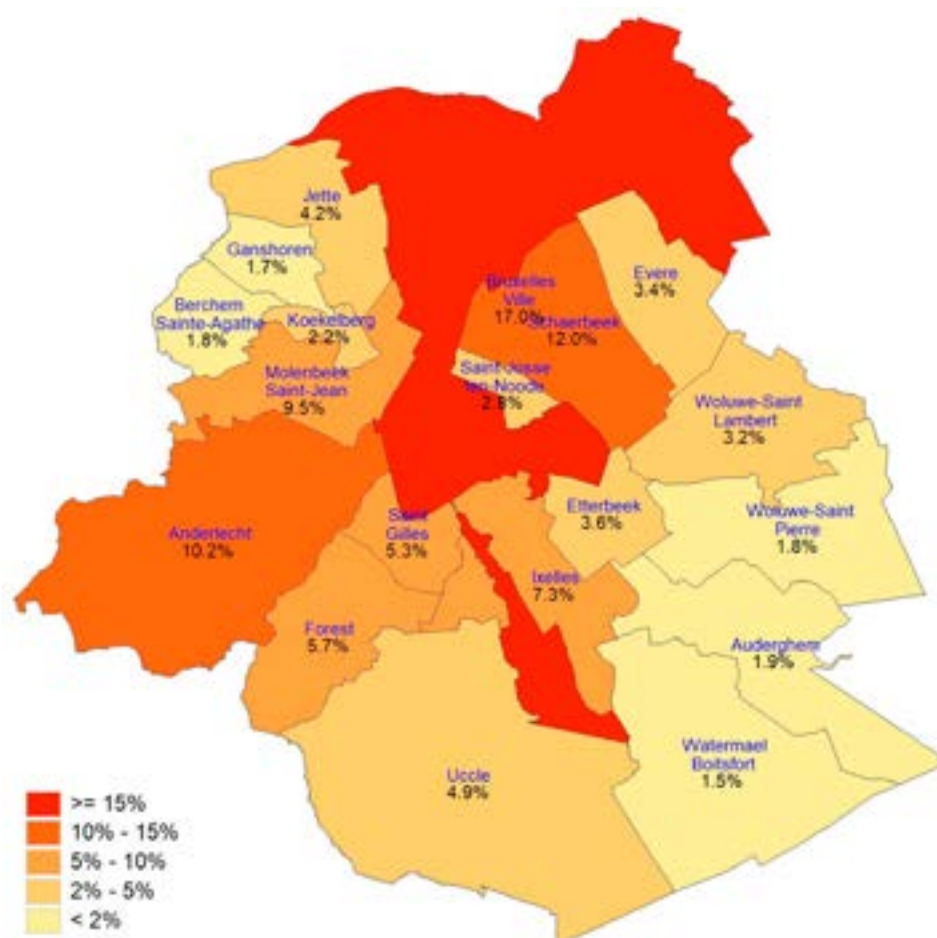 Jette
4.2%
Ganshoren
1.7%
Berchem
Sainte-Agathe
1.8%
Koekelberg
2.2%
Molenbeek
Saint-Jean
9.5%
Bruxelles
Ville
17.0%
Schaerbeek
12.0%
Evere
3.4%
Saint-Josse
ten-Noode
2.8%
Woluwe-Saint
Lambert
3.2%
Anderlecht
10.2%
Saint
Gilles
5.3%
Etterbeek
3.6%
Woluwe-Saint
Pierre
1.8%
Ixelles
7.3%
Forest
5.7%
Auderghem
1.9%
Watermael
Boitsfort
1.5%
Uccle
4.9%
>= 15%
10% - 15%
5% - 10%
2% - 5%
< 2%